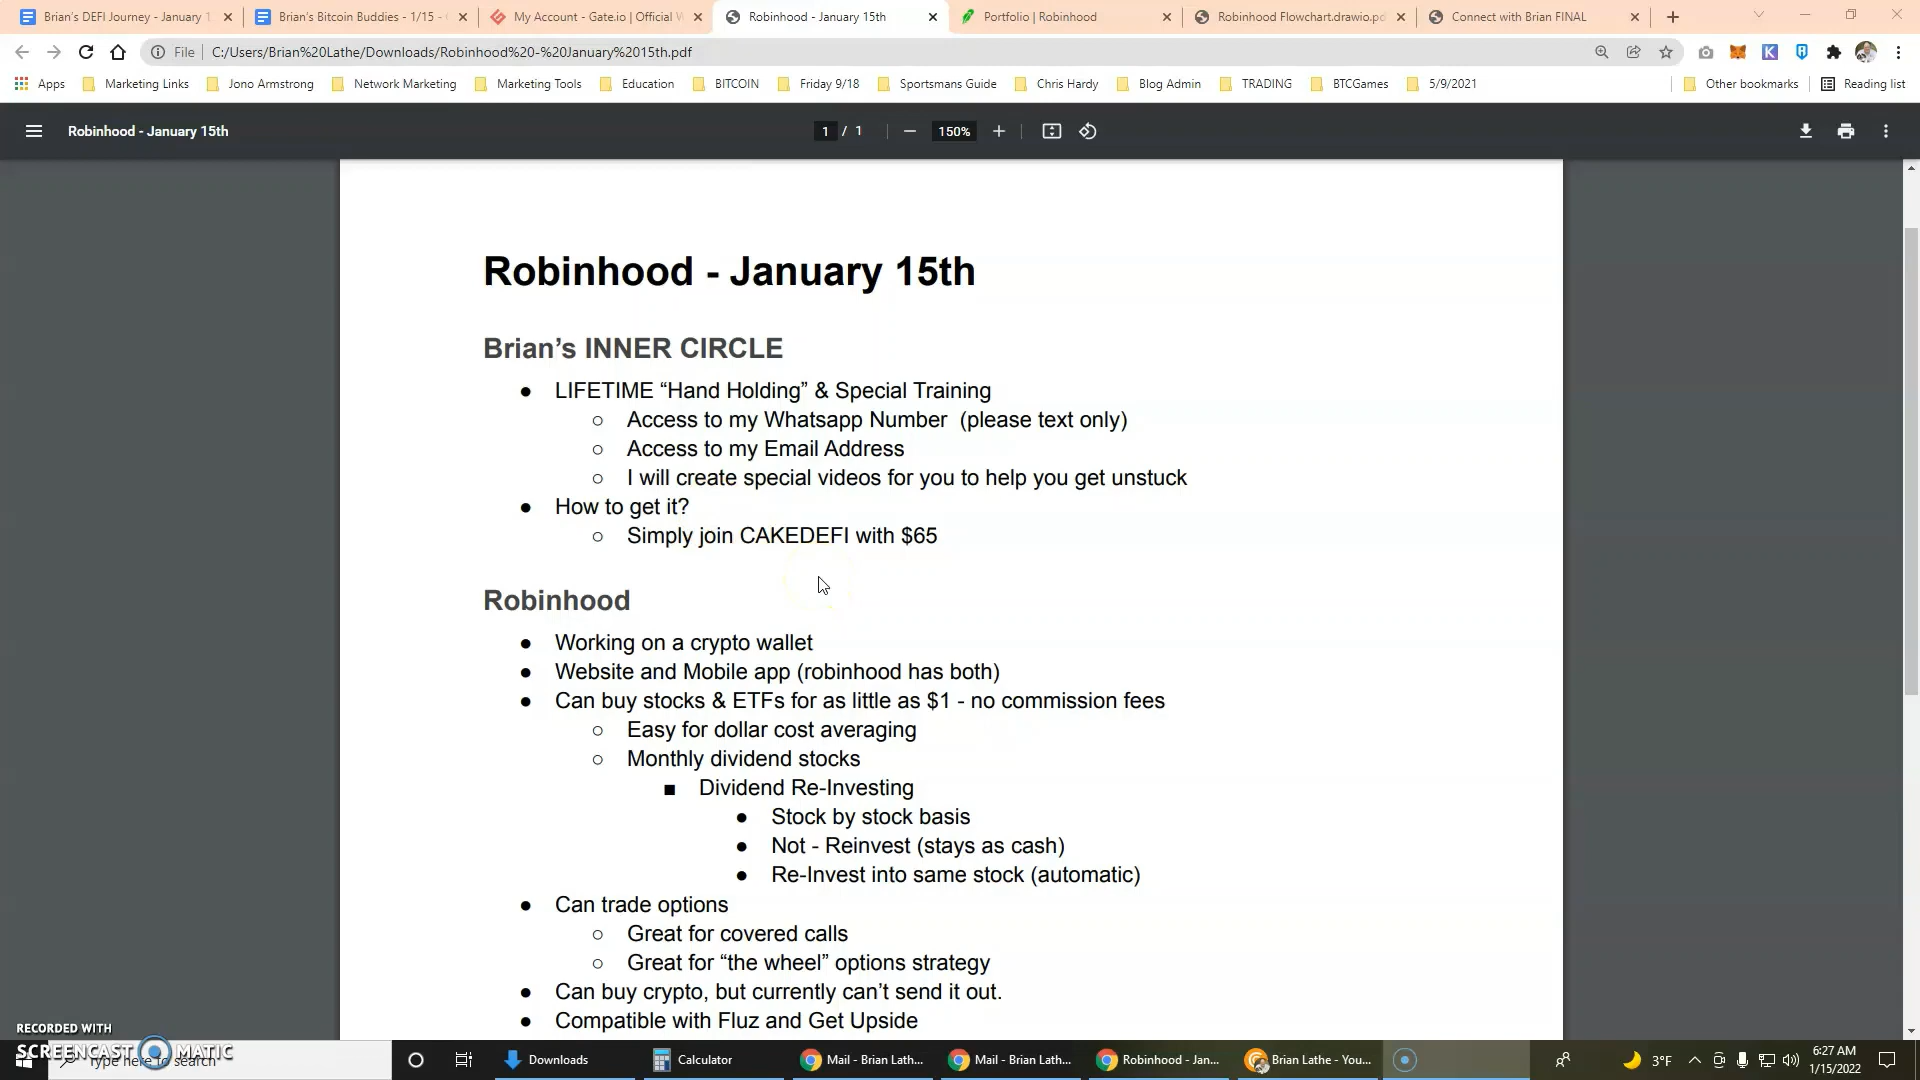 Brian's DEFI Journey - January 1
Brian's Bitcoin Buddies - 1/15 -
My Account - Gate.io | Official W
Robinhood - January 15th
Portfolio | Robinhood
Robinhood Flowchart.drawio.pd
Connect with Brian FINAL
File
C:/Users/Brian%20Lathe/Downloads/Robinhood%20-%20January%2015th.pdf
Apps
Marketing Links
Jono Armstrong
Network Marketing
Marketing Tools
Education
BITCOIN
Friday 9/18
Sportsmans Guide
Chris Hardy
Blog Admin
TRADING
BTCGames
5/9/2021
Other bookmarks
Reading list
Robinhood - January 15th
1 / 1
150%
Robinhood - January 15th
Brian’s INNER CIRCLE
● LIFETIME “Hand Holding” & Special Training
○ Access to my Whatsapp Number (please text only)
○ Access to my Email Address
○ I will create special videos for you to help you get unstuck
● How to get it?
○ Simply join CAKEDEFI with $65
Robinhood
● Working on a crypto wallet
● Website and Mobile app (robinhood has both)
● Can buy stocks & ETFs for as little as $1 - no commission fees
○ Easy for dollar cost averaging
○ Monthly dividend stocks
■ Dividend Re-Investing
● Stock by stock basis
● Not - Reinvest (stays as cash)
● Re-Invest into same stock (automatic)
● Can trade options
○ Great for covered calls
○ Great for “the wheel” options strategy
● Can buy crypto, but currently can’t send it out.
● Compatible with Fluz and Get Upside
RECORDED WITH
SCREENCAST MATIC
Type here to search
Downloads
Calculator
Mail - Brian Lath...
Mail - Brian Lath...
Robinhood - Jan...
Brian Lathe - You...
3°F
6:27 AM
1/15/2022